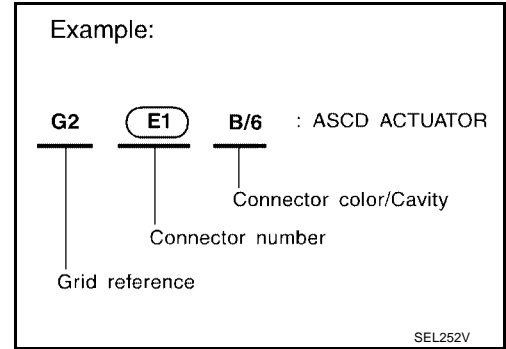 Example:
G2 E1 B/6 : ASCD ACTUATOR
Connector color/Cavity
Connector number
Grid reference
SEL252V